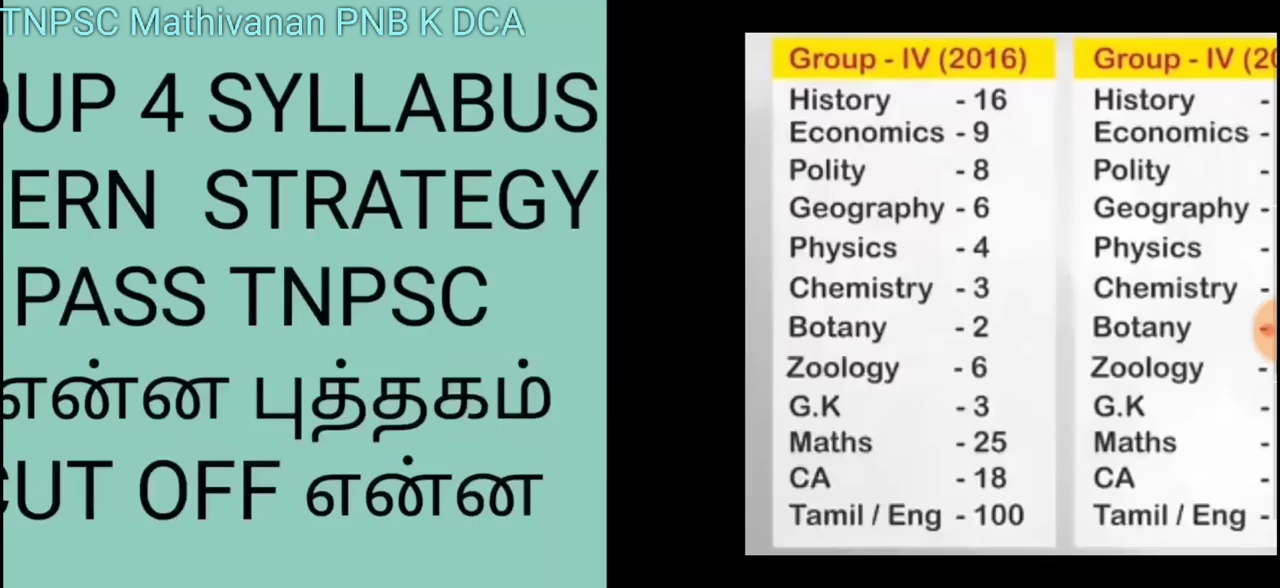 TNPSC Mathivanan PNB K DCA
OUP 4 SYLLABUS
ERN STRATEGY
PASS TNPSC
என்ன புத்தகம்
CUT OFF என்ன
Group - IV (2016)
History - 16
Economics - 9
Polity - 8
Geography - 6
Physics - 4
Chemistry - 3
Botany - 2
Zoology - 6
G.K - 3
Maths - 25
CA - 18
Tamil / Eng - 100
Group - IV (20
History -
Economics -
Polity -
Geography -
Physics -
Chemistry -
Botany
Zoology -
G.K -
Maths -
CA -
Tamil / Eng -